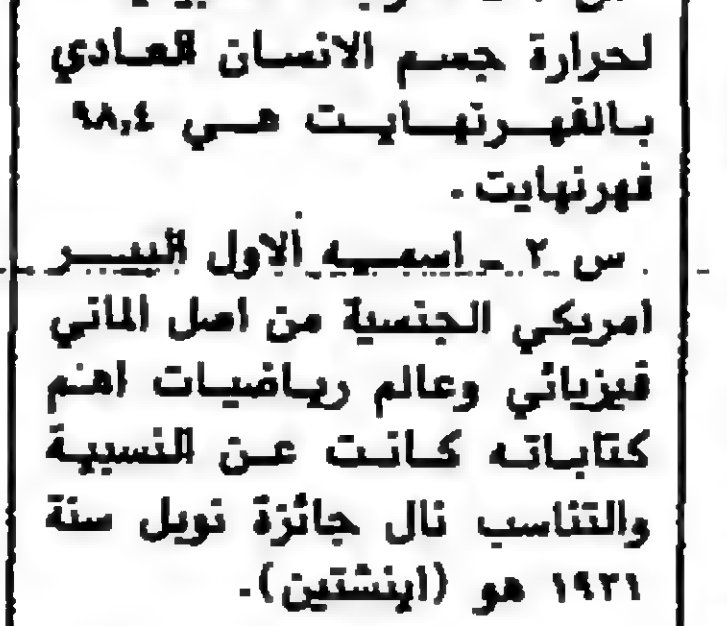 لحرارة جسم الانسان العادي
بالفهرنهايت هي ٩٨,٤
فهرنهايت .
س ٢ ـ اسمه الاول البير
امريكي الجنسية من اصل الماني
فيزيائي وعالم رياضيات اهتم
كتاباته كانت عن النسبية
والتناسب نال جائزة نوبل سنة
١٩٢١ هو (اينشتين).